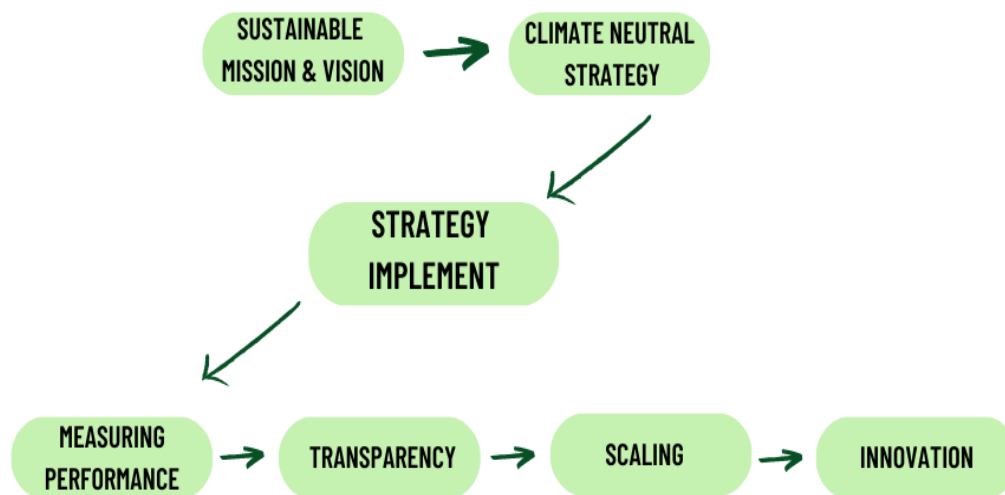 SUSTAINABLE
MISSION & VISION
CLIMATE NEUTRAL
STRATEGY
STRATEGY
IMPLEMENT
MEASURING
PERFORMANCE
TRANSPARENCY
SCALING
INNOVATION